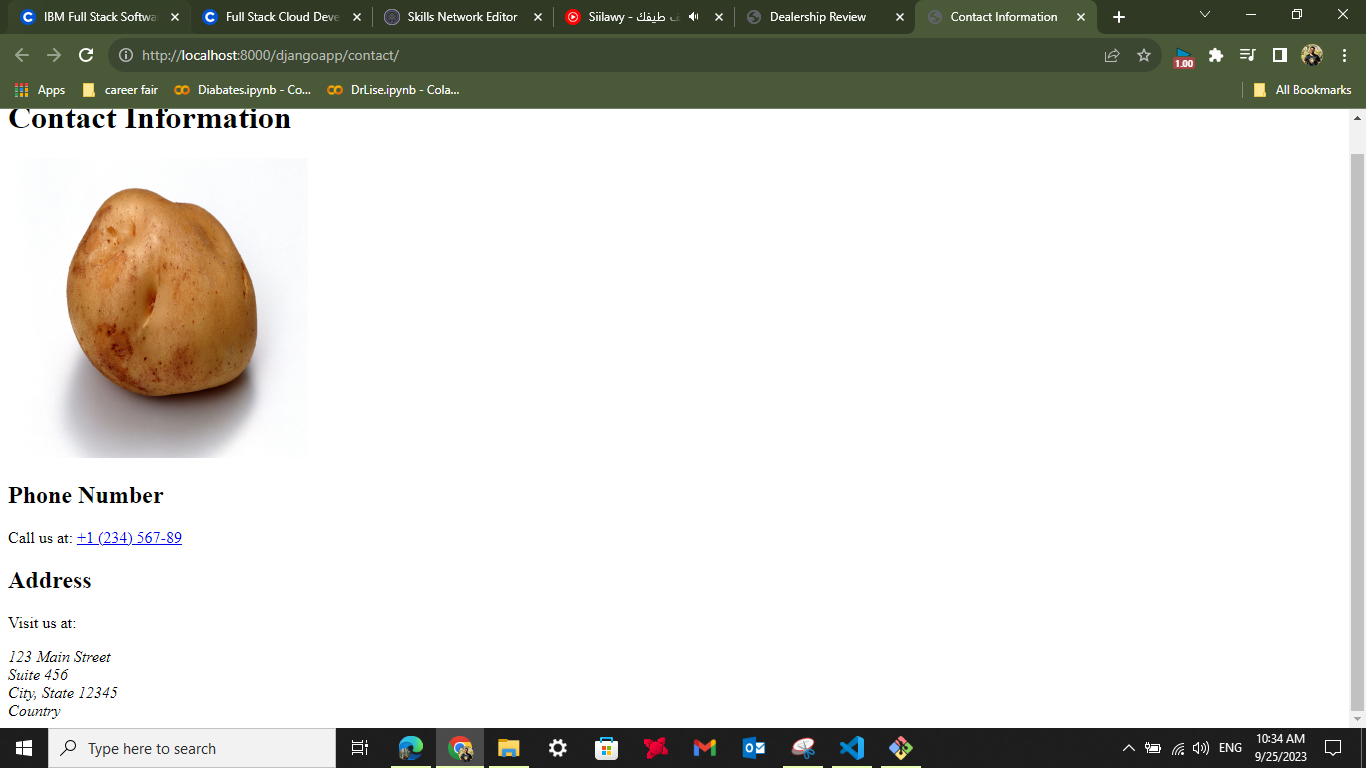 IBM Full Stack Softwa
Full Stack Cloud Deve
Skills Network Editor
Siilawy - ف طيفك
Dealership Review
Contact Information
http://localhost:8000/djangoapp/contact/
1.00
Apps
career fair
Diabates.ipynb - Co...
DrLise.ipynb - Cola...
All Bookmarks
Contact Information
Phone Number
Call us at: +1 (234) 567-89
Address
Visit us at:
123 Main Street
Suite 456
City, State 12345
Country
Type here to search
ENG
10:34 AM
9/25/2023